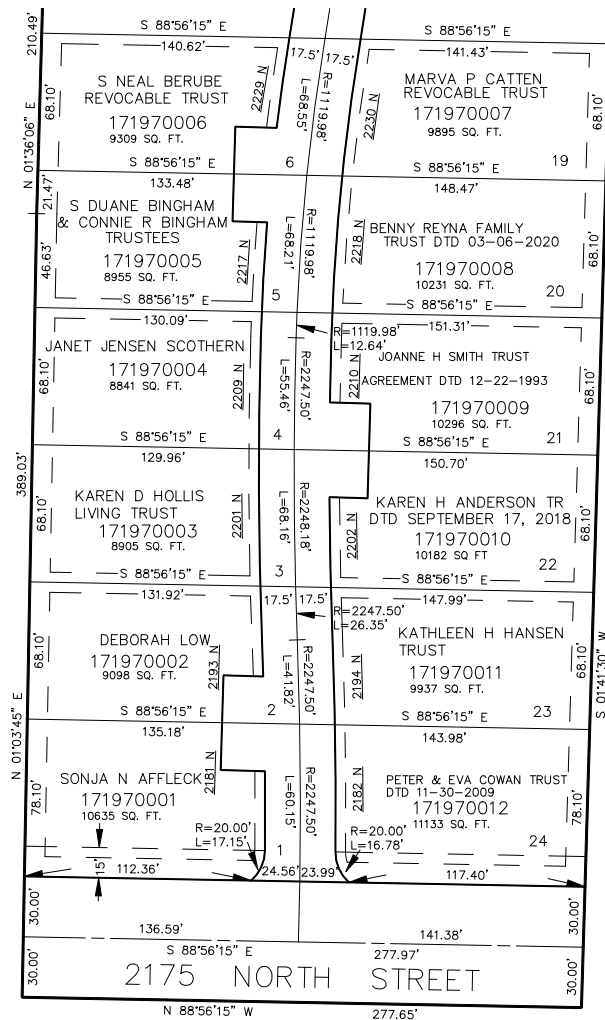 S 88°56'15" E
S 88°56'15" E
210.49'
140.62'
17.5'
17.5'
141.43'
2229 N
R=1119.98'
L=68.55'
S NEAL BERUBE
REVOCABLE TRUST
171970006
9309 SQ. FT.
68.10'
N 01°36'06" E
MARVA P CATTEN
REVOCABLE TRUST
171970007
9895 SQ. FT.
2230 N
68.10'
S 88°56'15" E
6
S 88°56'15" E
19
133.48'
148.47'
21.47'
S DUANE BINGHAM
& CONNIE R BINGHAM
TRUSTEES
171970005
8955 SQ. FT.
46.63'
2217 N
R=1119.98'
L=68.21'
2218 N
BENNY REYNA FAMILY
TRUST DTD 03-06-2020
171970008
10231 SQ. FT.
68.10'
S 88°56'15" E
5
S 88°56'15" E
20
130.09'
151.31'
R=1119.98'
L=12.64'
JANET JENSEN SCOTHERN
171970004
8841 SQ. FT.
68.10'
2209 N
R=2247.50'
L=55.46'
2210 N
JOANNE H SMITH TRUST
AGREEMENT DTD 12-22-1993
171970009
10296 SQ. FT.
68.10'
S 88°56'15" E
4
S 88°56'15" E
21
129.96'
150.70'
389.03'
KAREN D HOLLIS
LIVING TRUST
171970003
8905 SQ. FT.
68.10'
2201 N
R=2248.18'
L=68.16'
2202 N
KAREN H ANDERSON TR
DTD SEPTEMBER 17, 2018
171970010
10182 SQ FT
68.10'
S 88°56'15" E
3
S 88°56'15" E
22
131.92'
17.5'
17.5'
147.99'
R=2247.50'
L=26.35'
DEBORAH LOW
171970002
9098 SQ. FT.
68.10'
2193 N
R=2247.50'
L=41.82'
2194 N
KATHLEEN H HANSEN
TRUST
171970011
9937 SQ. FT.
68.10'
S 01°41'30" W
S 88°56'15" E
2
S 88°56'15" E
23
135.18'
143.98'
N 01°03'45" E
SONJA N AFFLECK
171970001
10635 SQ. FT.
78.10'
2181 N
R=2247.50'
L=60.15'
2182 N
PETER & EVA COWAN TRUST
DTD 11-30-2009
171970012
11133 SQ. FT.
78.10'
R=20.00'
L=17.15'
R=20.00'
L=16.78'
1
24
15'
112.36'
24.56'
23.99'
117.40'
30.00'
30.00'
136.59'
141.38'
S 88°56'15" E
277.97'
30.00'
30.00'
2175 NORTH STREET
N 88°56'15" W
277.65'